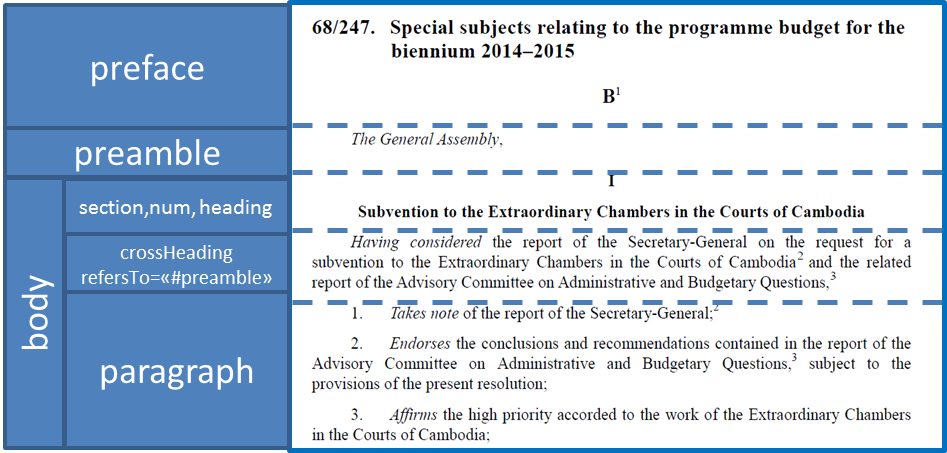 preface
68/247. Special subjects relating to the programme budget for the
biennium 2014–2015
B1
preamble
The General Assembly,
body
section,num, heading
I
Subvention to the Extraordinary Chambers in the Courts of Cambodia
crossHeading
refersTo=«#preamble»
Having considered the report of the Secretary-General on the request for a
subvention to the Extraordinary Chambers in the Courts of Cambodia2 and the related
report of the Advisory Committee on Administrative and Budgetary Questions,3
paragraph
1. Takes note of the report of the Secretary-General;2
2. Endorses the conclusions and recommendations contained in the report of the
Advisory Committee on Administrative and Budgetary Questions,3 subject to the
provisions of the present resolution;
3. Affirms the high priority accorded to the work of the Extraordinary Chambers
in the Courts of Cambodia;